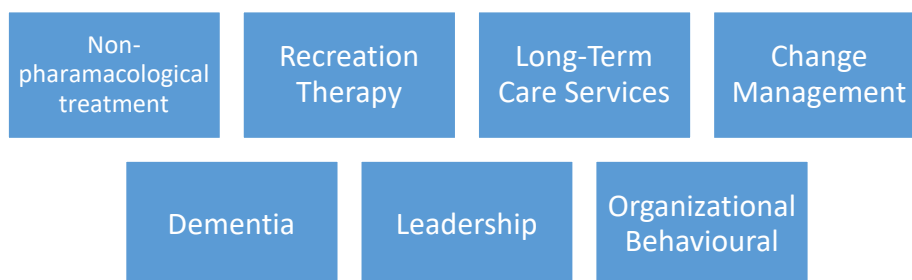 Non-
pharamacological
treatment
Recreation
Therapy
Long-Term
Care Services
Change
Management
Dementia
Leadership
Organizational
Behavioural